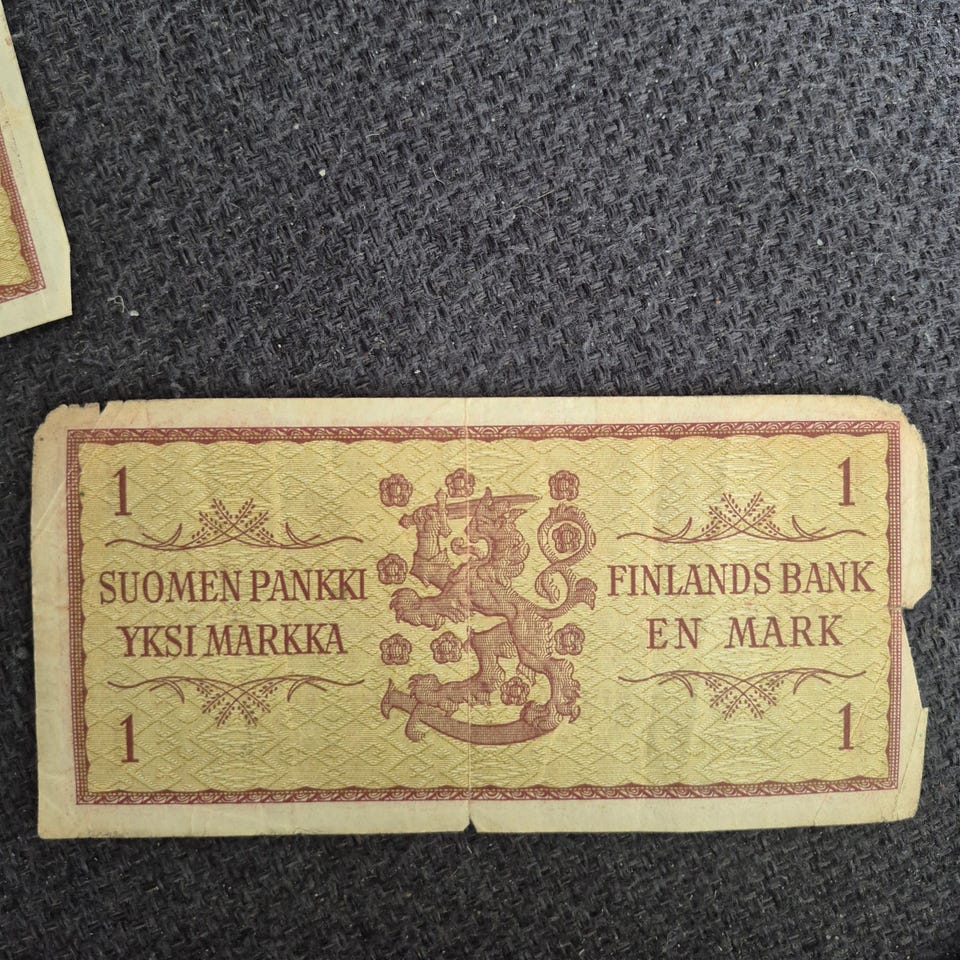 1 1
SUOMEN PANKKI FINLANDS BANK
YKSI MARKKA EN MARK
1 1